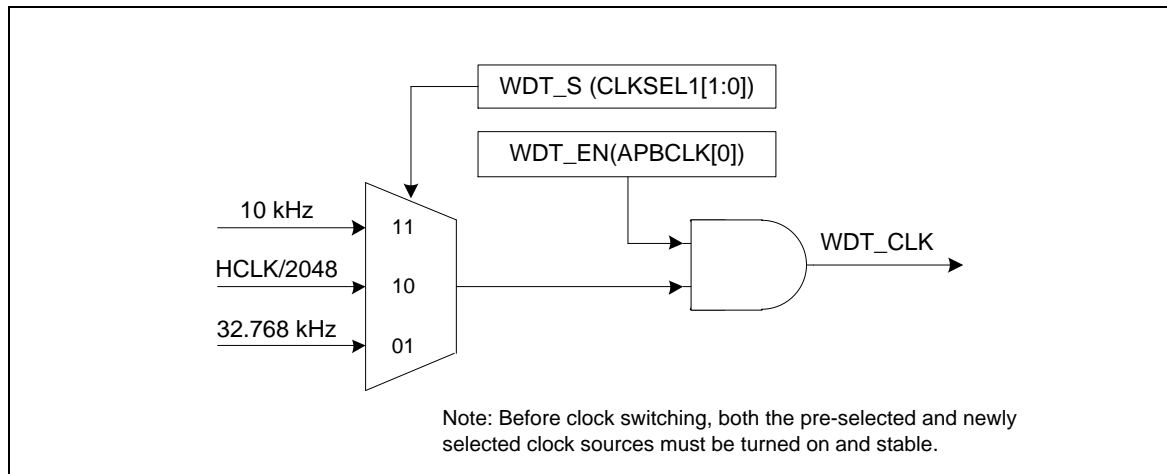 WDT_S (CLKSEL1[1:0])
WDT_EN(APBCLK[0])
10 kHz
11
WDT_CLK
HCLK/2048
10
32.768 kHz
01
Note: Before clock switching, both the pre-selected and newly
selected clock sources must be turned on and stable.